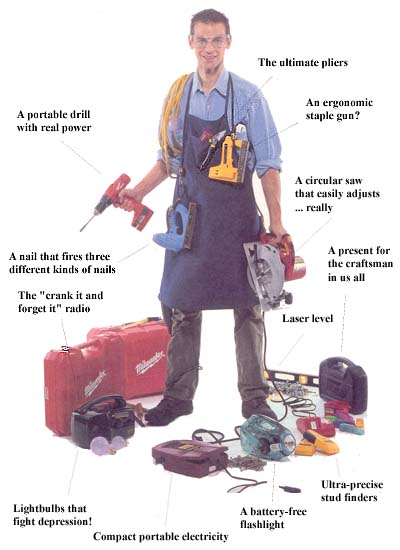 The ultimate pliers
An ergonomic
staple gun?
A portable drill
with real power
A circular saw
that easily adjusts
... really
A nail that fires three
different kinds of nails
A present for
the craftsman
in us all
The "crank it and
forget it" radio
Laser level
Milwaukee
Milwaukee
Ultra-precise
stud finders
Lightbulbs that
fight depression!
A battery-free
flashlight
Compact portable electricity